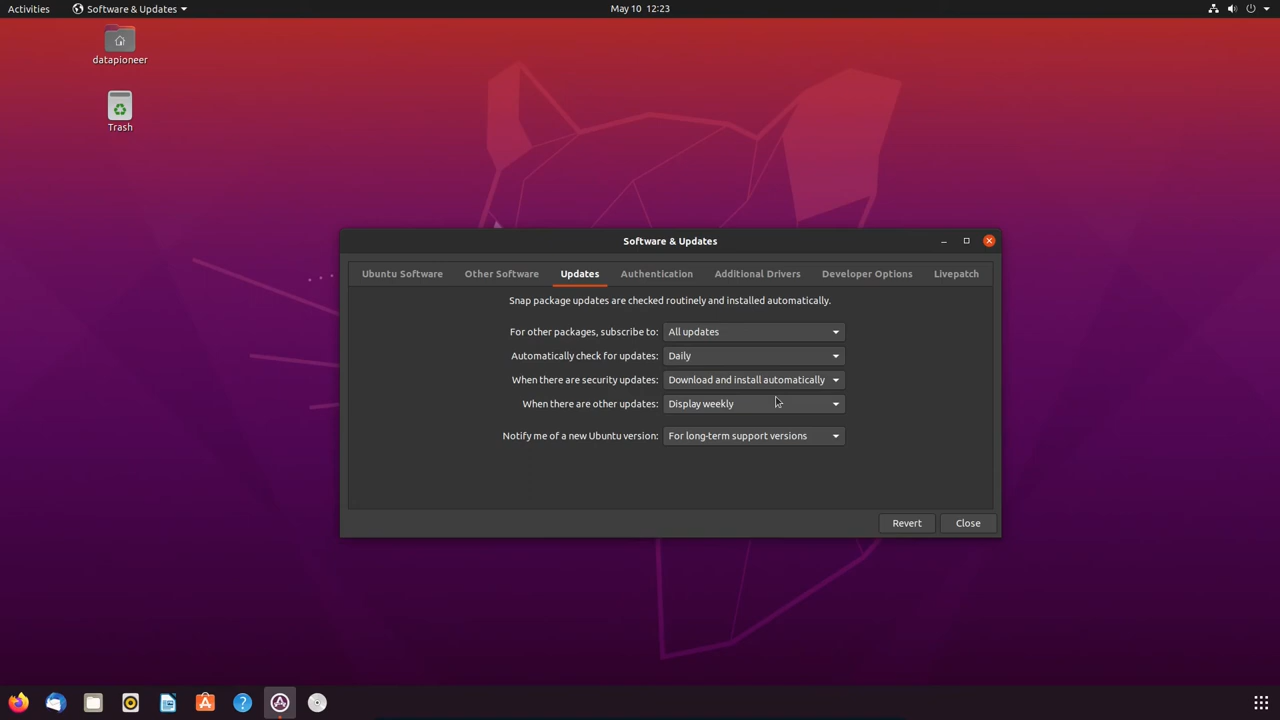 Activities
Software & Updates
May 10 12:23
datapioneer
Trash
Software & Updates
Ubuntu Software
Other Software
Updates
Authentication
Additional Drivers
Developer Options
Livepatch
Snap package updates are checked routinely and installed automatically.
For other packages, subscribe to: All updates
Automatically check for updates: Daily
When there are security updates: Download and install automatically
When there are other updates: Display weekly
Notify me of a new Ubuntu version: For long-term support versions
Revert
Close